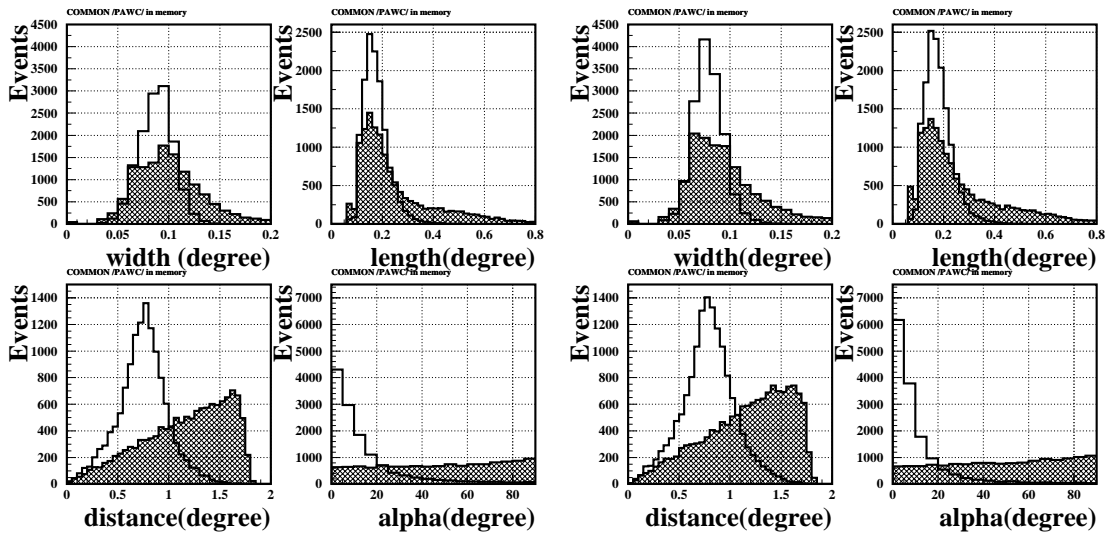 COMMON /PAWC/ in memory
Events
4500
4000
3500
3000
2500
2000
1500
1000
500
0
0 0.05 0.1 0.15 0.2
width (degree)
COMMON /PAWC/ in memory
Events
2500
2000
1500
1000
500
0
0 0.2 0.4 0.6 0.8
length(degree)
COMMON /PAWC/ in memory
Events
4500
4000
3500
3000
2500
2000
1500
1000
500
0
0 0.05 0.1 0.15 0.2
width(degree)
COMMON /PAWC/ in memory
Events
2500
2000
1500
1000
500
0
0 0.2 0.4 0.6 0.8
length(degree)
COMMON /PAWC/ in memory
Events
1400
1200
1000
800
600
400
200
0
0 0.5 1 1.5 2
distance(degree)
COMMON /PAWC/ in memory
Events
7000
6000
5000
4000
3000
2000
1000
0
0 20 40 60 80
alpha(degree)
COMMON /PAWC/ in memory
Events
1400
1200
1000
800
600
400
200
0
0 0.5 1 1.5 2
distance(degree)
COMMON /PAWC/ in memory
Events
7000
6000
5000
4000
3000
2000
1000
0
0 20 40 60 80
alpha(degree)